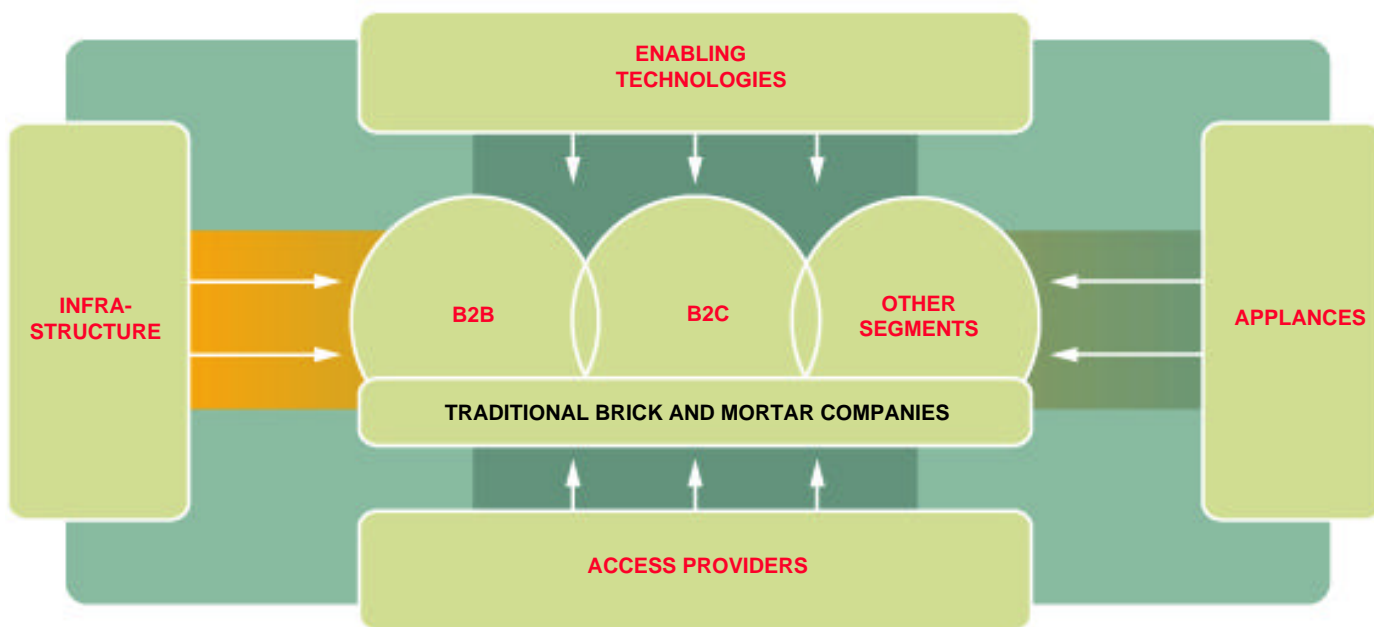 ENABLING
TECHNOLOGIES
INFRA-
STRUCTURE
B2B
B2C
OTHER
SEGMENTS
APPLANCES
TRADITIONAL BRICK AND MORTAR COMPANIES
ACCESS PROVIDERS